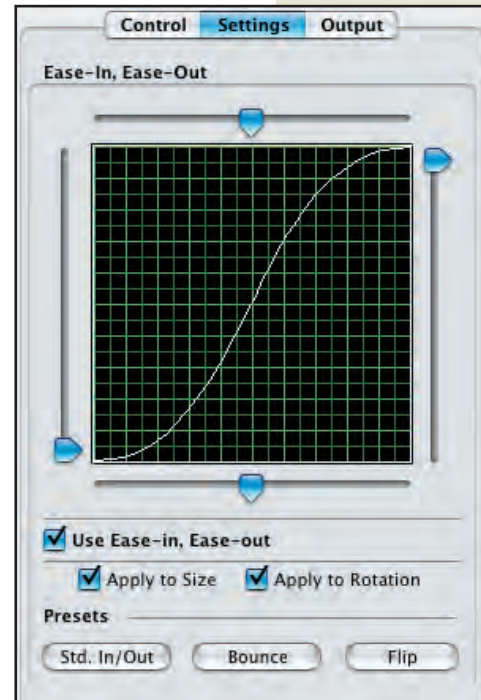 Control Settings Output
Ease-In, Ease-Out
Use Ease-in, Ease-out
Apply to Size Apply to Rotation
Presets
Std. In/Out Bounce Flip